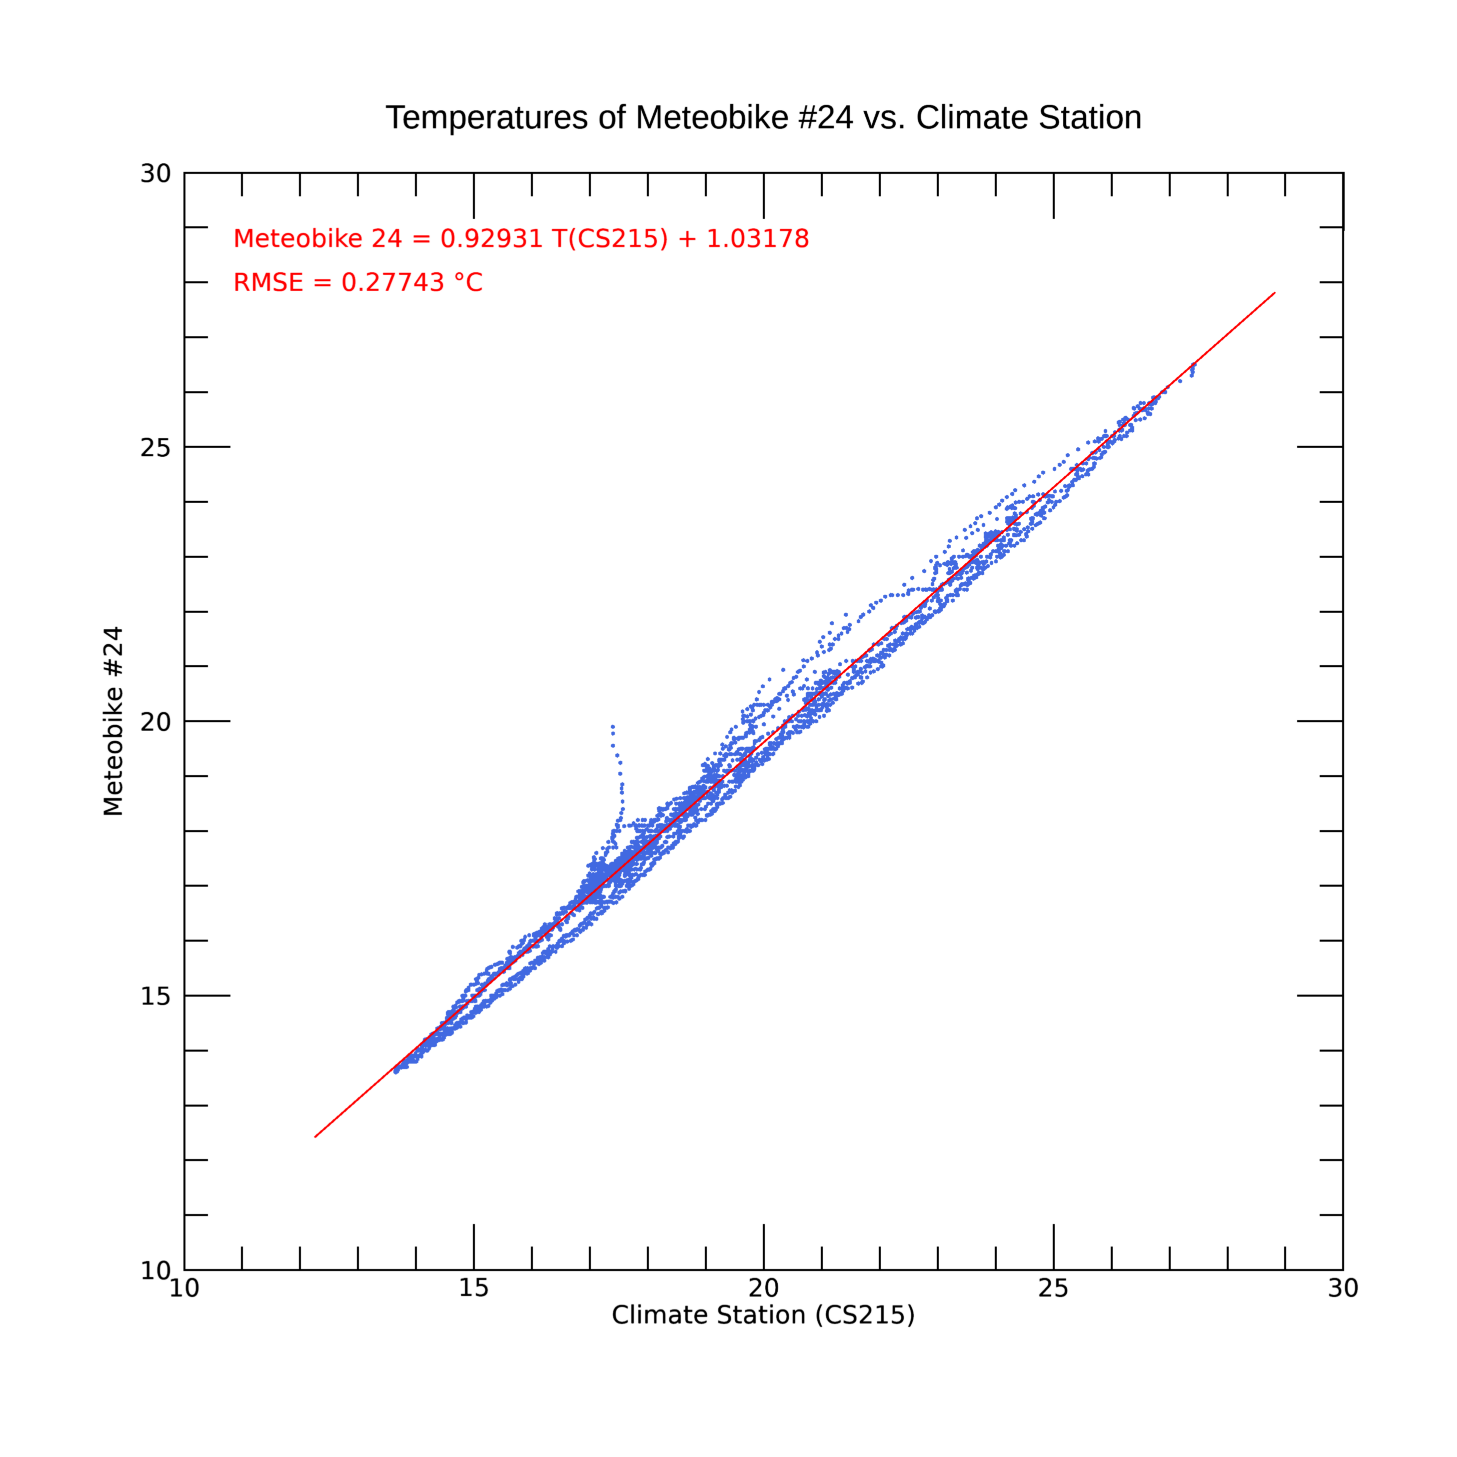 Temperatures of Meteobike #24 vs. Climate Station
30
Meteobike 24 = 0.92931 T(CS215) + 1.03178
RMSE = 0.27743 °C
25
20
15
10
Meteobike #24
10 15 20 25 30
Climate Station (CS215)